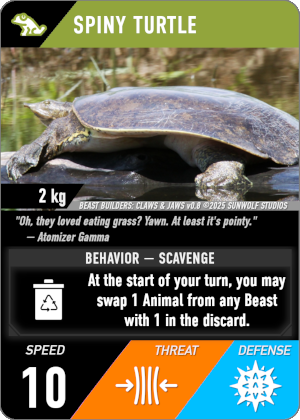 SPINY TURTLE
2 kg
BEAST BUILDERS: CLAWS & JAWS v0.8 ©2025 SUNWOLF STUDIOS
"Oh, they loved eating grass? Yawn. At least it's pointy."
— Atomizer Gamma
BEHAVIOR — SCAVENGE
At the start of your turn, you may
swap 1 Animal from any Beast
with 1 in the discard.
SPEED
THREAT
DEFENSE
10